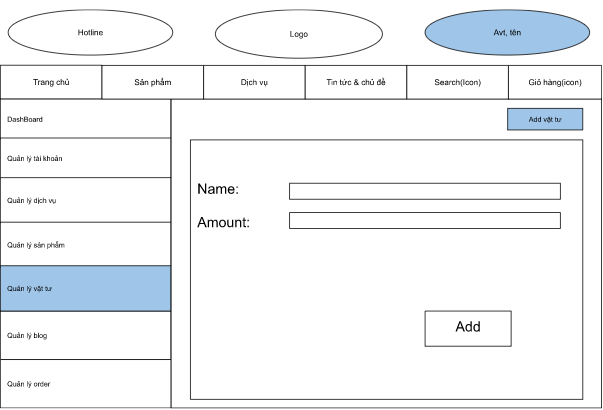 Hotline
Logo
Avt, tên
Trang chủ
Sản phẩm
Dịch vụ
Tin tức & chủ đề
Search(Icon)
Giỏ hàng(icon)
DashBoard
Add vật tư
Quản lý tài khoản
Name:
Quản lý dịch vụ
Amount:
Quản lý sản phẩm
Quản lý vật tư
Add
Quản lý blog
Quản lý order